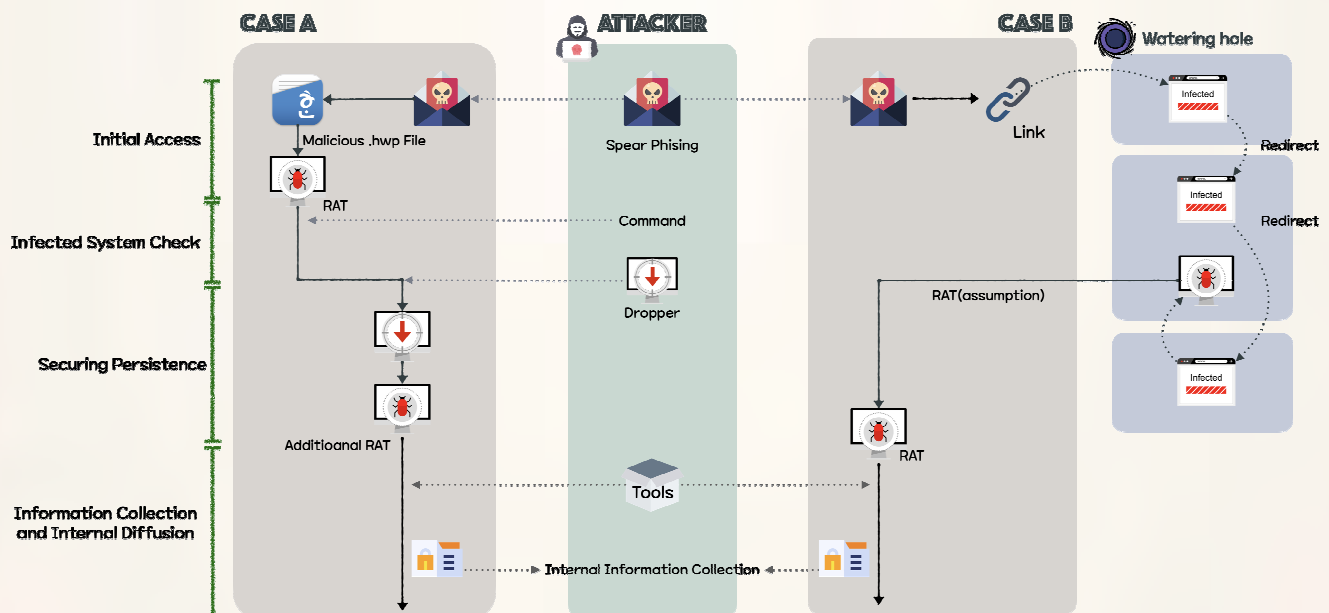 CASE A
ATTACKER
CASE B
Watering hole
Initial Access
Malicious .hwp File
RAT
Spear Phising
Link
Infected
Redirect
Infected
Redirect
Infected System Check
Command
Dropper
RAT(assumption)
Securing Persistence
Infected
Additioanal RAT
RAT
Tools
Information Collection
and Internal Diffusion
Internal Information Collection